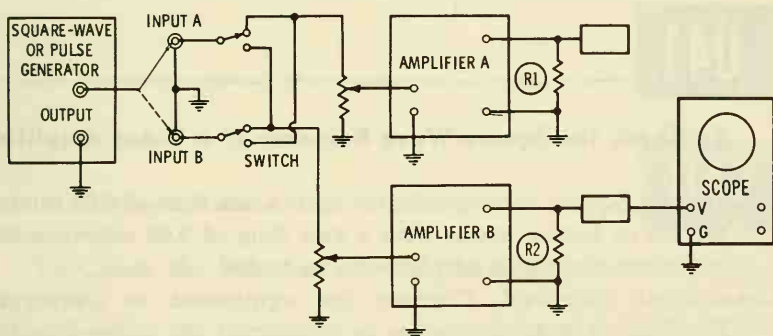 SQUARE-WAVE
OR PULSE
GENERATOR
OUTPUT
INPUT A
INPUT B
SWITCH
AMPLIFIER A
R1
AMPLIFIER B
R2
SCOPE
V
G